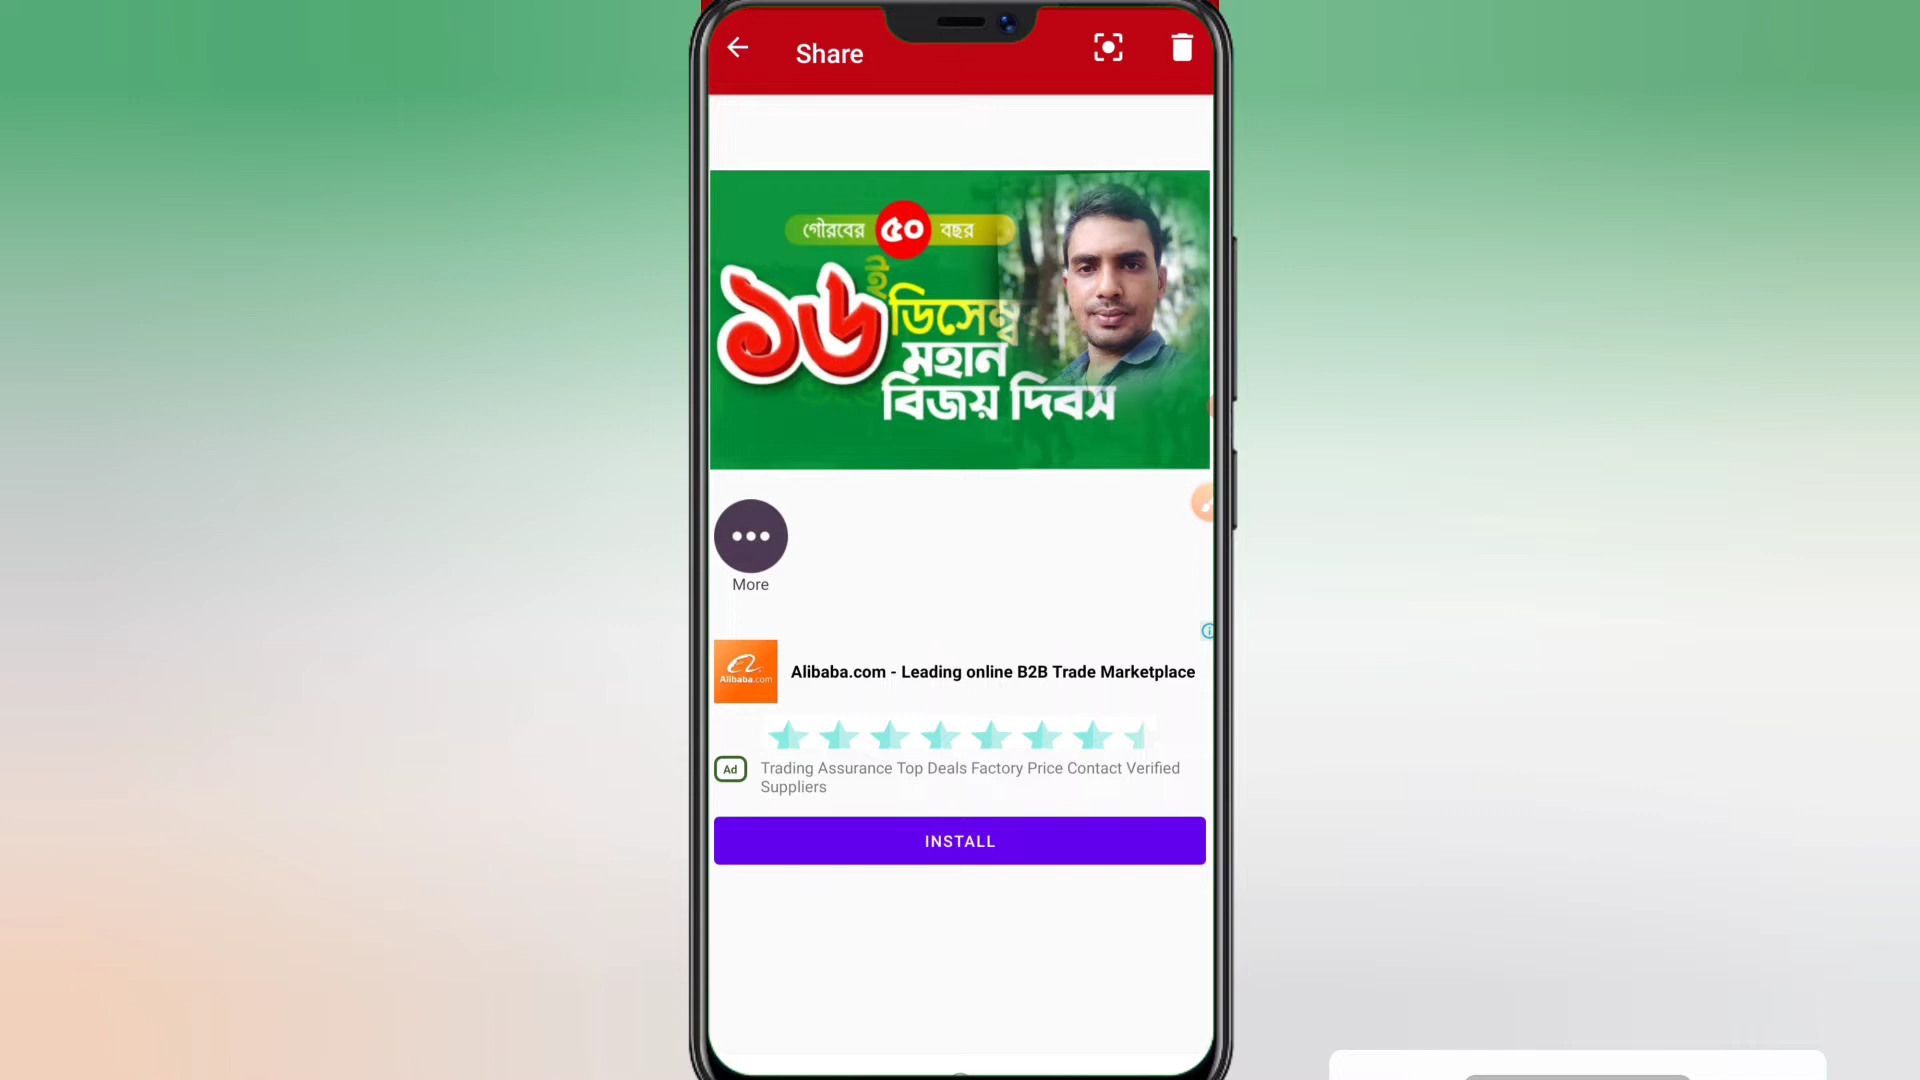 Share
গৌরবের ৫০ বছর
১৬ ই ডিসেম্বর
মহান
বিজয় দিবস
More
Alibaba.com
Alibaba.com - Leading online B2B Trade Marketplace
Ad
Trading Assurance Top Deals Factory Price Contact Verified
Suppliers
INSTALL